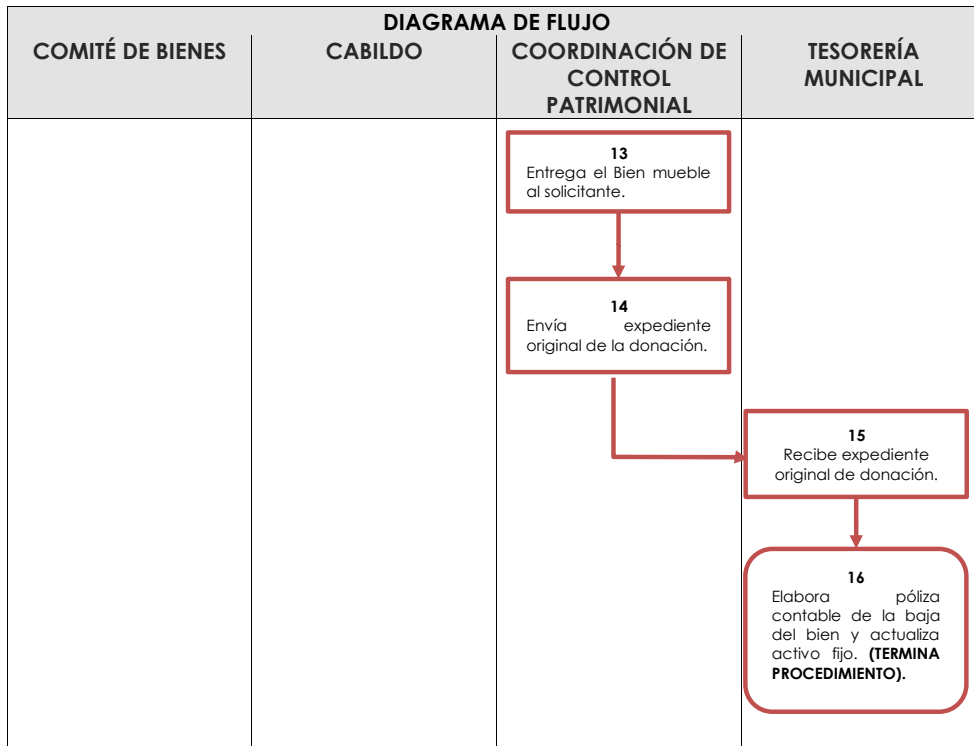 DIAGRAMA DE FLUJO
COMITÉ DE BIENES
CABILDO
COORDINACIÓN DE
CONTROL
PATRIMONIAL
TESORERÍA
MUNICIPAL
13
Entrega el Bien mueble
al solicitante.
14
Envía expediente
original de la donación.
15
Recibe expediente
original de donación.
16
Elabora póliza
contable de la baja
del bien y actualiza
activo fijo. (TERMINA
PROCEDIMIENTO).